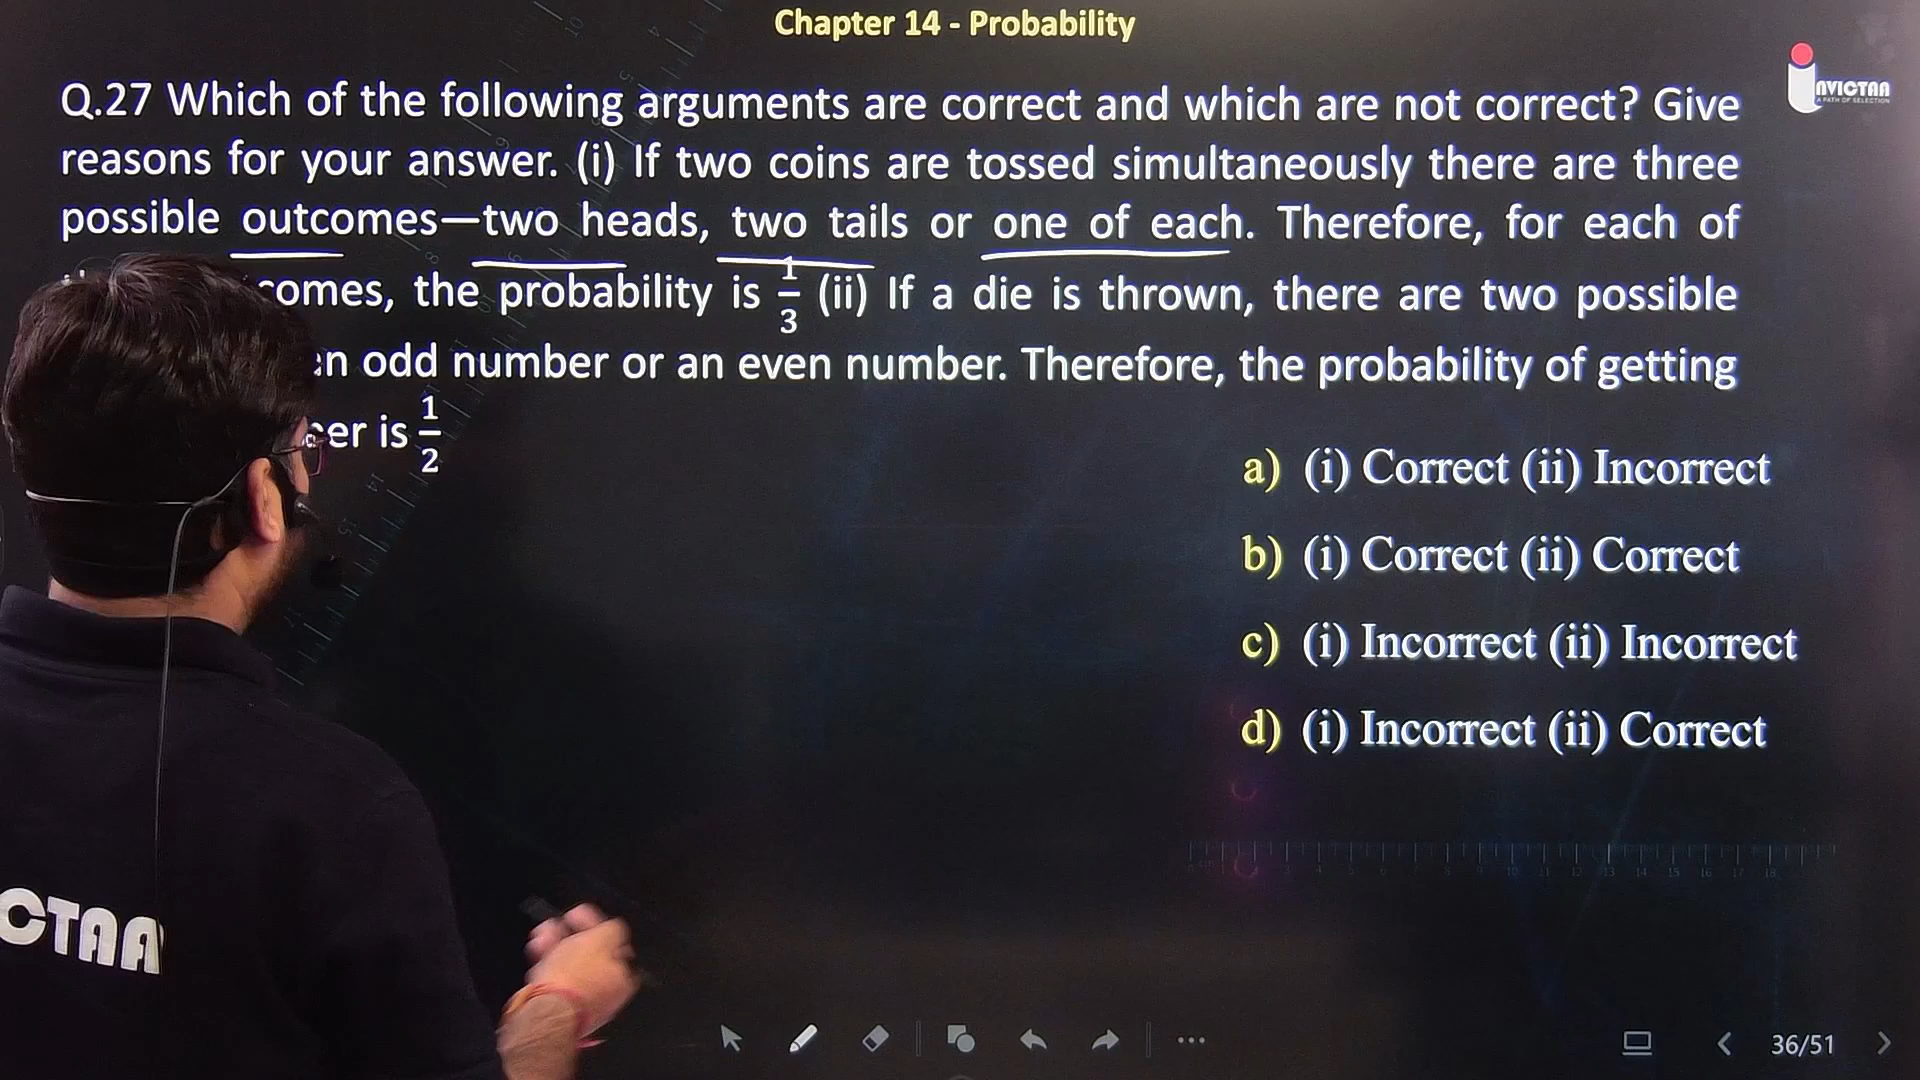 Chapter 14 - Probability
Q.27 Which of the following arguments are correct and which are not correct? Give
reasons for your answer. (i) If two coins are tossed simultaneously there are three
possible outcomes—two heads, two tails or one of each. Therefore, for each of
comes, the probability is 1/3 (ii) If a die is thrown, there are two possible
n odd number or an even number. Therefore, the probability of getting
er is 1/2
a) (i) Correct (ii) Incorrect
b) (i) Correct (ii) Correct
c) (i) Incorrect (ii) Incorrect
d) (i) Incorrect (ii) Correct
INVICTAA
A PATH OF SELECTION
CTAA
36/51